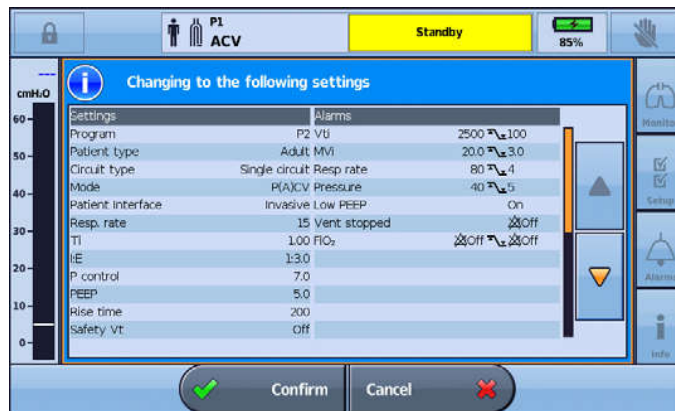 P1
ACV
Standby
85%
---
cmH₂O
60
50
40
30
20
10
0
Changing to the following settings
Settings Alarms
Program P2 Vti 2500 100
Patient type Adult MVi 20.0 3.0
Circuit type Single circuit Resp rate 80 4
Mode P(A)CV Pressure 40 5
Patient Interface Invasive Low PEEP On
Resp. rate 15 Vent stopped Off
Ti 1.00 FiO₂ Off Off
I:E 1:3.0
P control 7.0
PEEP 5.0
Rise time 200
Safety Vt Off
Monitor
Setup
Alarms
Info
Confirm Cancel